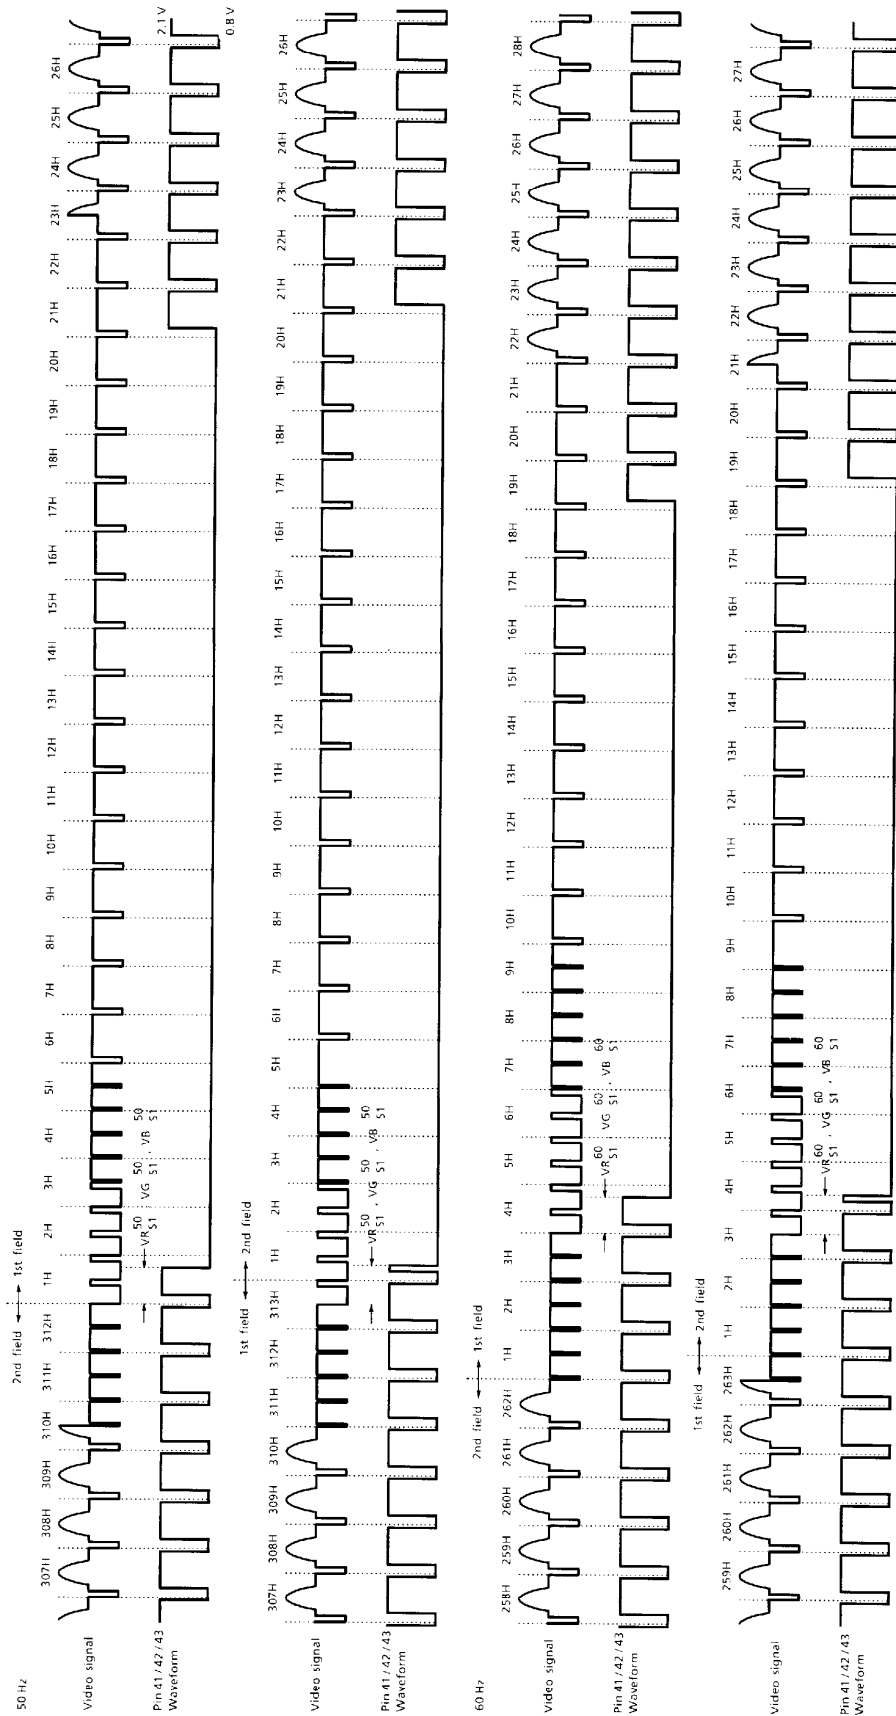 50 Hz
2nd field 1st field
307H 308H 309H 310H 311H 312H 1H 2H 3H 4H 5H 6H 7H 8H 9H 10H 11H 12H 13H 14H 15H 16H 17H 18H 19H 20H 21H 22H 23H 24H 25H 26H
Video signal
VR 50 S1 , VG 50 S1 , VB 50 S1
2.1 V
0.8 V
Pin 41 / 42 / 43
Waveform
1st field 2nd field
307H 308H 309H 310H 311H 312H 313H 1H 2H 3H 4H 5H 6H 7H 8H 9H 10H 11H 12H 13H 14H 15H 16H 17H 18H 19H 20H 21H 22H 23H 24H 25H 26H
Video signal
VR 50 S1 , VG 50 S1 , VB 50 S1
Pin 41 / 42 / 43
Waveform
60 Hz
2nd field 1st field
258H 259H 260H 261H 262H 1H 2H 3H 4H 5H 6H 7H 8H 9H 10H 11H 12H 13H 14H 15H 16H 17H 18H 19H 20H 21H 22H 23H 24H 25H 26H 27H 28H
Video signal
VR 60 S1 , VG 60 S1 , VB 60 S1
Pin 41 / 42 / 43
Waveform
1st field 2nd field
259H 260H 261H 262H 263H 1H 2H 3H 4H 5H 6H 7H 8H 9H 10H 11H 12H 13H 14H 15H 16H 17H 18H 19H 20H 21H 22H 23H 24H 25H 26H 27H
Video signal
VR 60 S1 , VG 60 S1 , VB 60 S1
Pin 41 / 42 / 43
Waveform